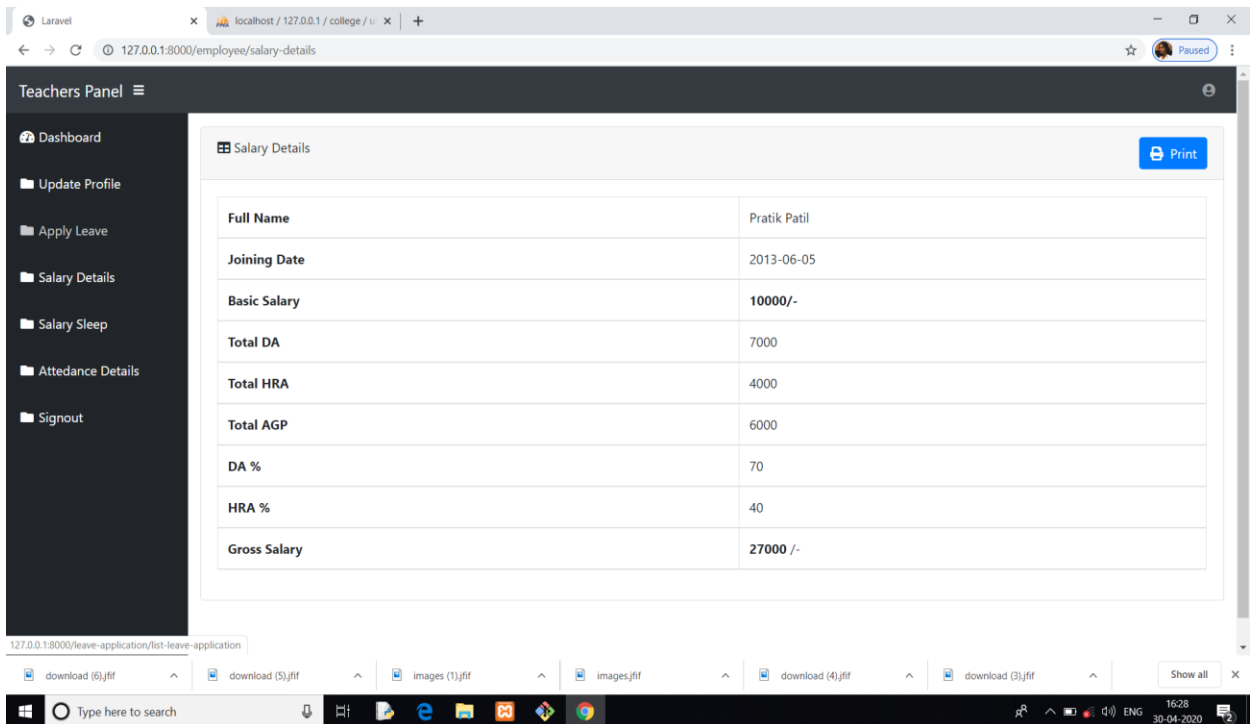 Laravel
localhost / 127.0.0.1 / college / u
127.0.0.1:8000/employee/salary-details
Paused
Teachers Panel
Dashboard
Update Profile
Apply Leave
Salary Details
Salary Sleep
Attedance Details
Signout
Salary Details
Print
Full Name Pratik Patil
Joining Date 2013-06-05
Basic Salary 10000/-
Total DA 7000
Total HRA 4000
Total AGP 6000
DA % 70
HRA % 40
Gross Salary 27000 /-
127.0.0.1:8000/leave-application/list-leave-application
download (6).jfif
download (5).jfif
images (1).jfif
images.jfif
download (4).jfif
download (3).jfif
Show all
Type here to search
ENG
16:28
30-04-2020
2